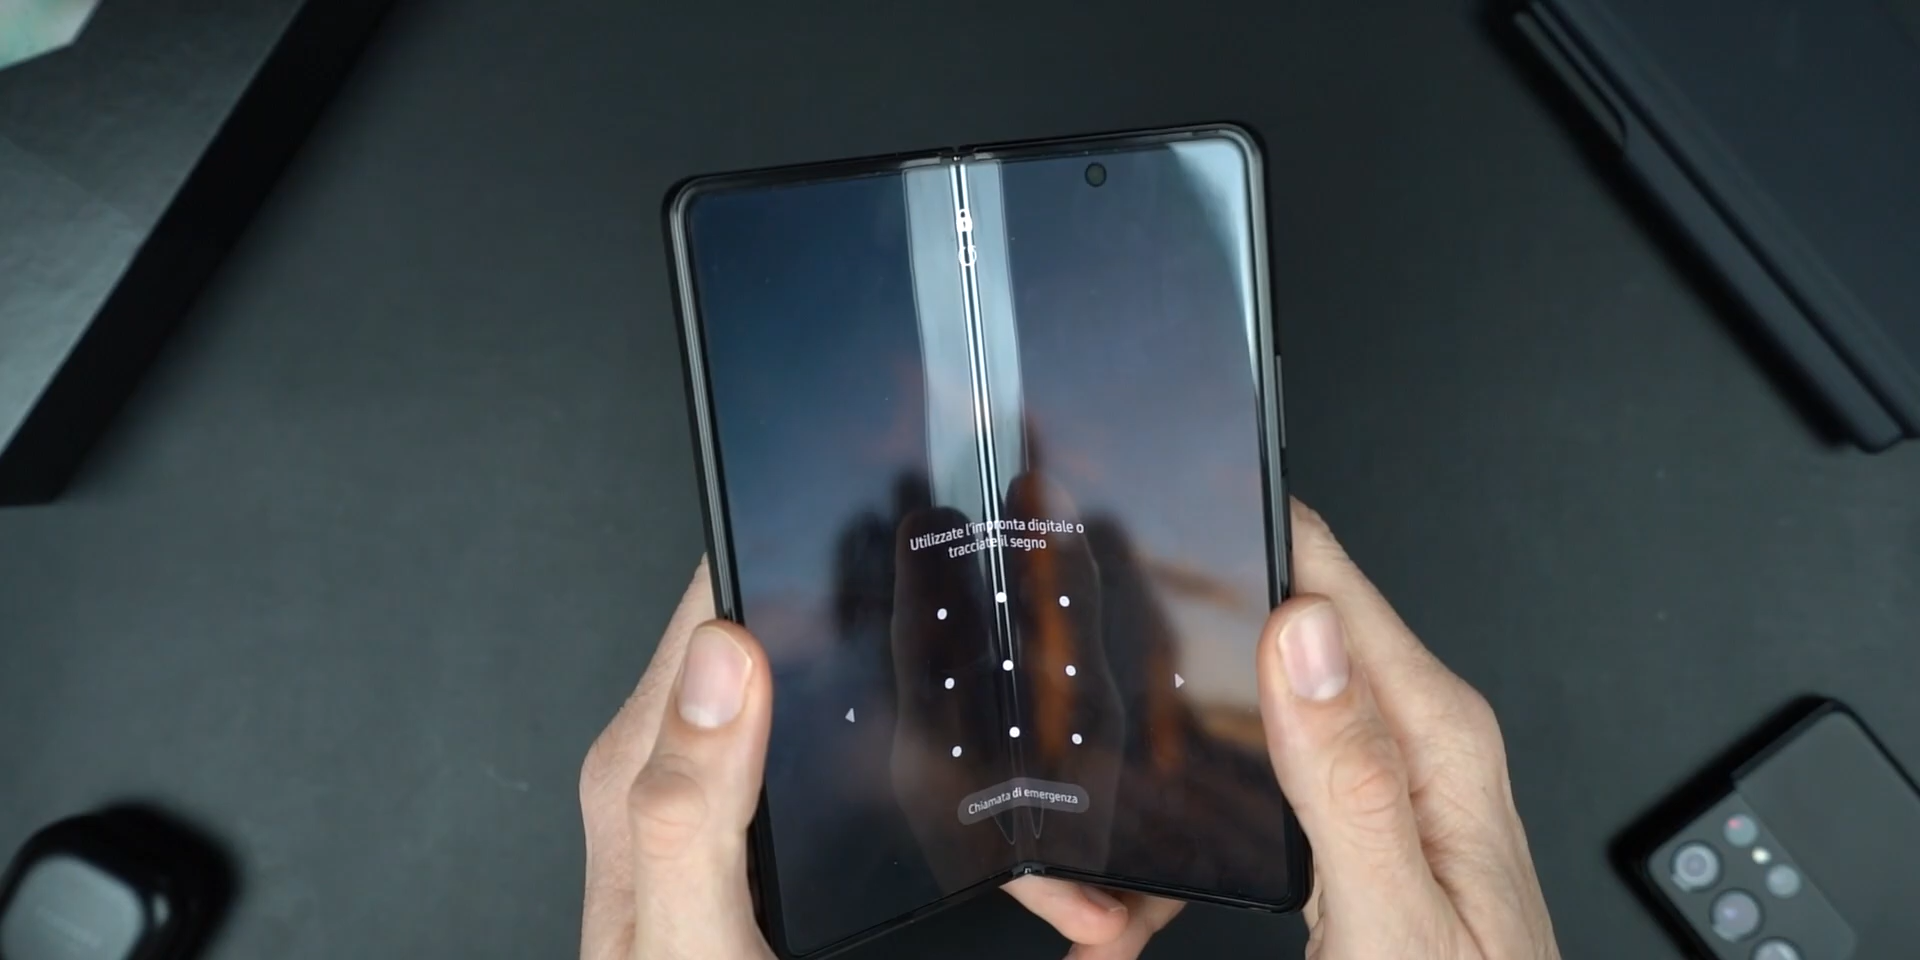 Utilizzate l'impronta digitale o
tracciate il segno
Chiamata di emergenza